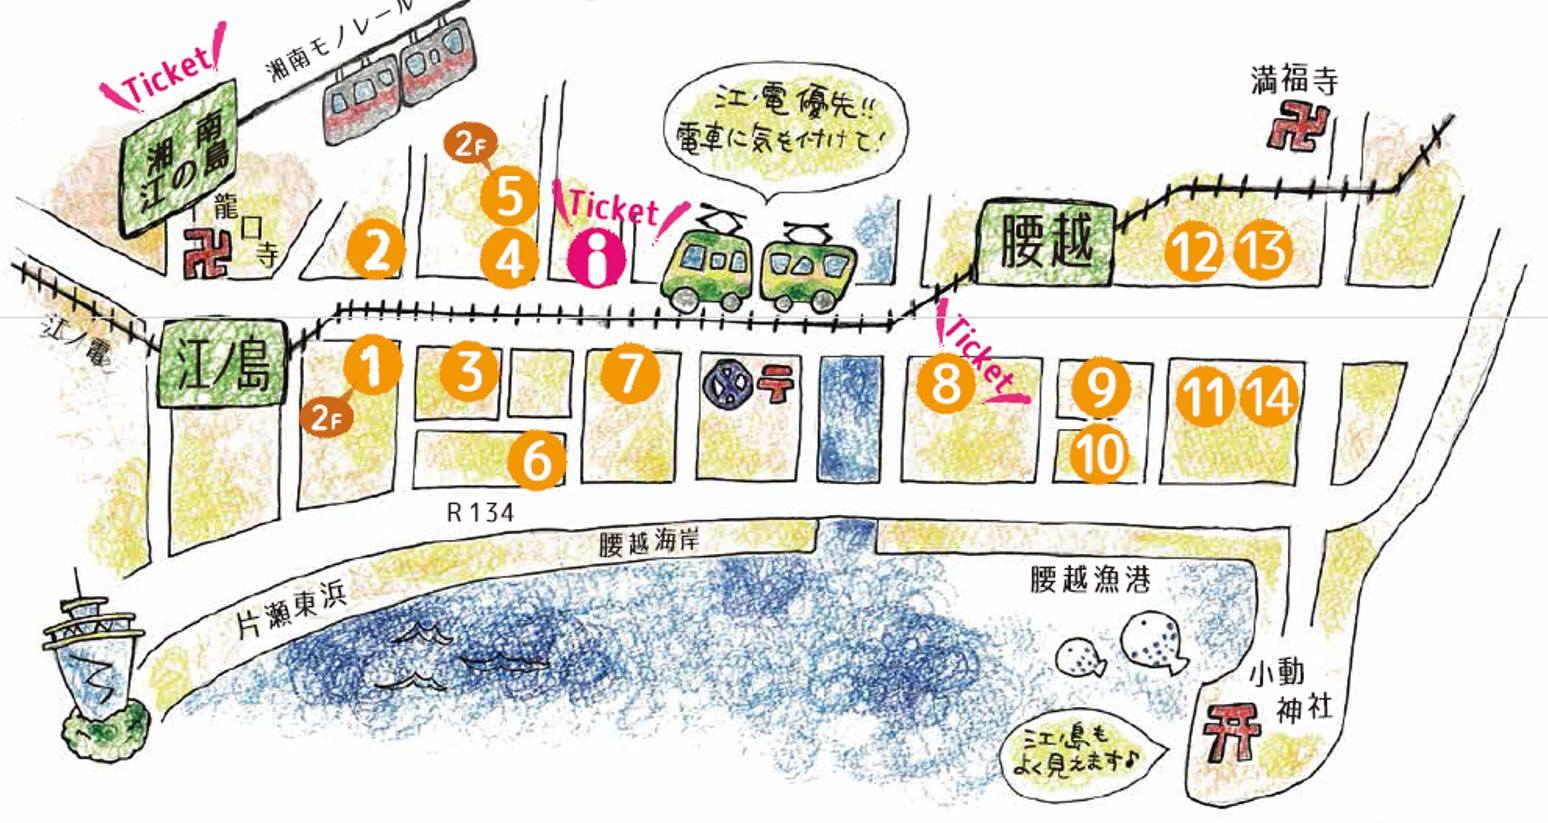 湘南モノレール
Ticket
湘南
江の島
龍口寺
2F
5
4
2
Ticket
i
江ノ電優先!!
電車に気を付けて!
満福寺
腰越
12
13
江ノ電
江ノ島
1
2F
3
6
7
〒
Ticket
8
9
10
11
14
R134
片瀬東浜
腰越海岸
腰越漁港
小動
神社
江ノ島も
よく見えます♪